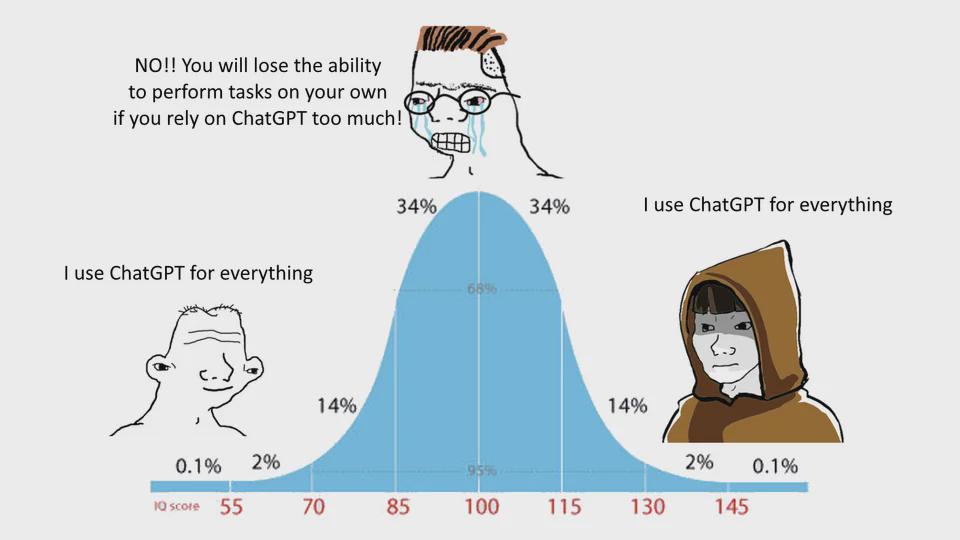 NO!! You will lose the ability
to perform tasks on your own
if you rely on ChatGPT too much!
34% 34%
I use ChatGPT for everything
I use ChatGPT for everything
68%
14% 14%
0.1% 2% 95% 2% 0.1%
IQ score 55 70 85 100 115 130 145